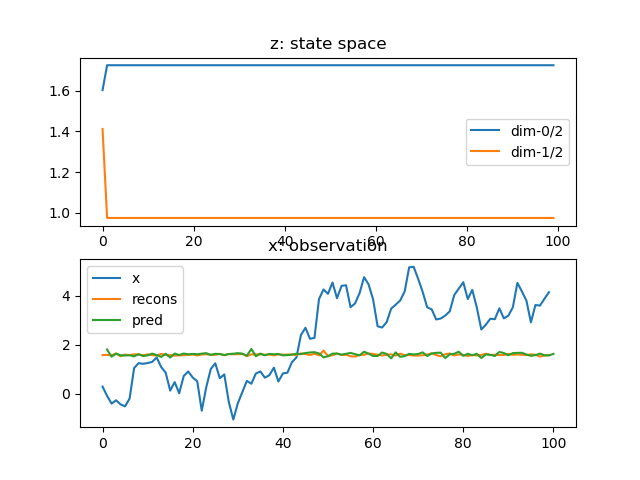 z: state space
1.6
1.4
1.2
1.0
dim-0/2
dim-1/2
0 20 40 60 80 100
x: observation
4
2
0
x
recons
pred
0 20 40 60 80 100